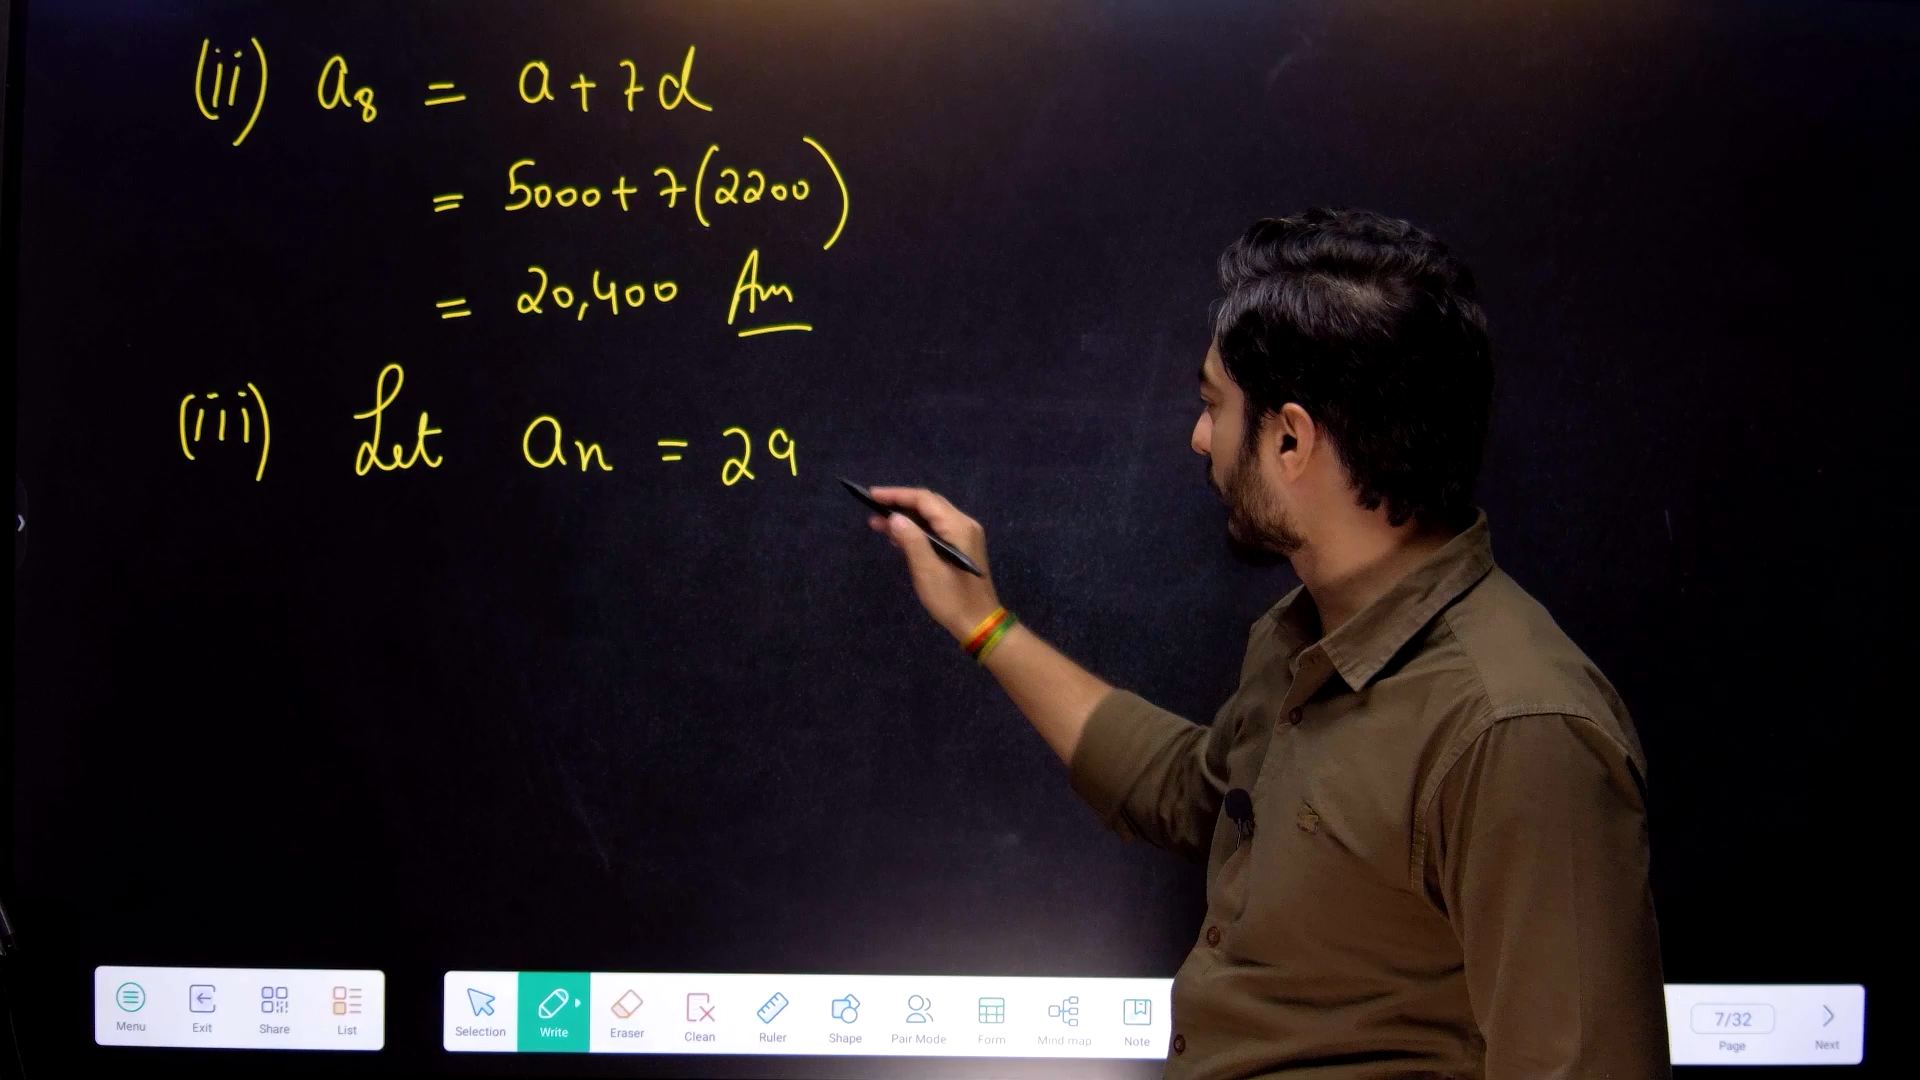 (ii) a₈ = a + 7d
= 5000 + 7(2200)
= 20,400 Ans
(iii) Let an = 29
Menu Exit Share List
Selection Write Eraser Clean Ruler Shape Pair Mode Form Mind map Note
7/32
Page Next